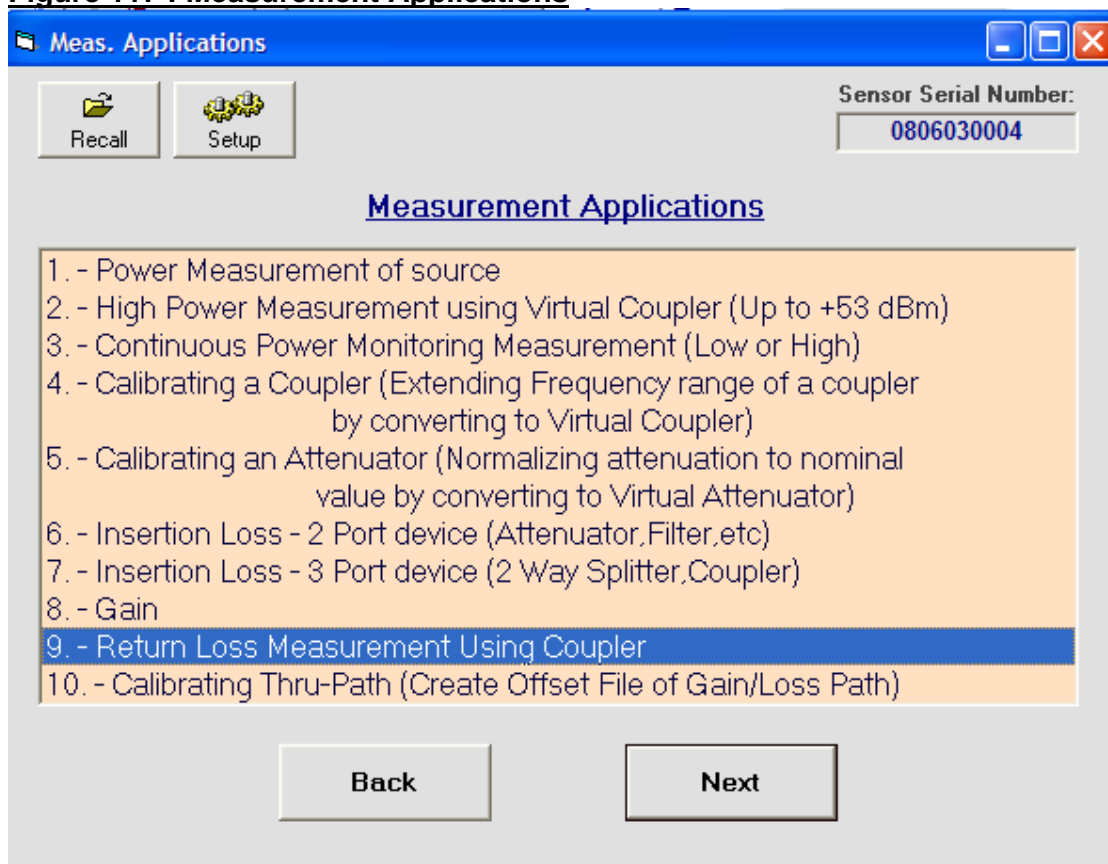 Meas. Applications
Recall
Setup
Sensor Serial Number:
0806030004
Measurement Applications
1. - Power Measurement of source
2. - High Power Measurement using Virtual Coupler (Up to +53 dBm)
3. - Continuous Power Monitoring Measurement (Low or High)
4. - Calibrating a Coupler (Extending Frequency range of a coupler
by converting to Virtual Coupler)
5. - Calibrating an Attenuator (Normalizing attenuation to nominal
value by converting to Virtual Attenuator)
6. - Insertion Loss - 2 Port device (Attenuator,Filter,etc)
7. - Insertion Loss - 3 Port device (2 Way Splitter,Coupler)
8. - Gain
9. - Return Loss Measurement Using Coupler
10. - Calibrating Thru-Path (Create Offset File of Gain/Loss Path)
Back
Next